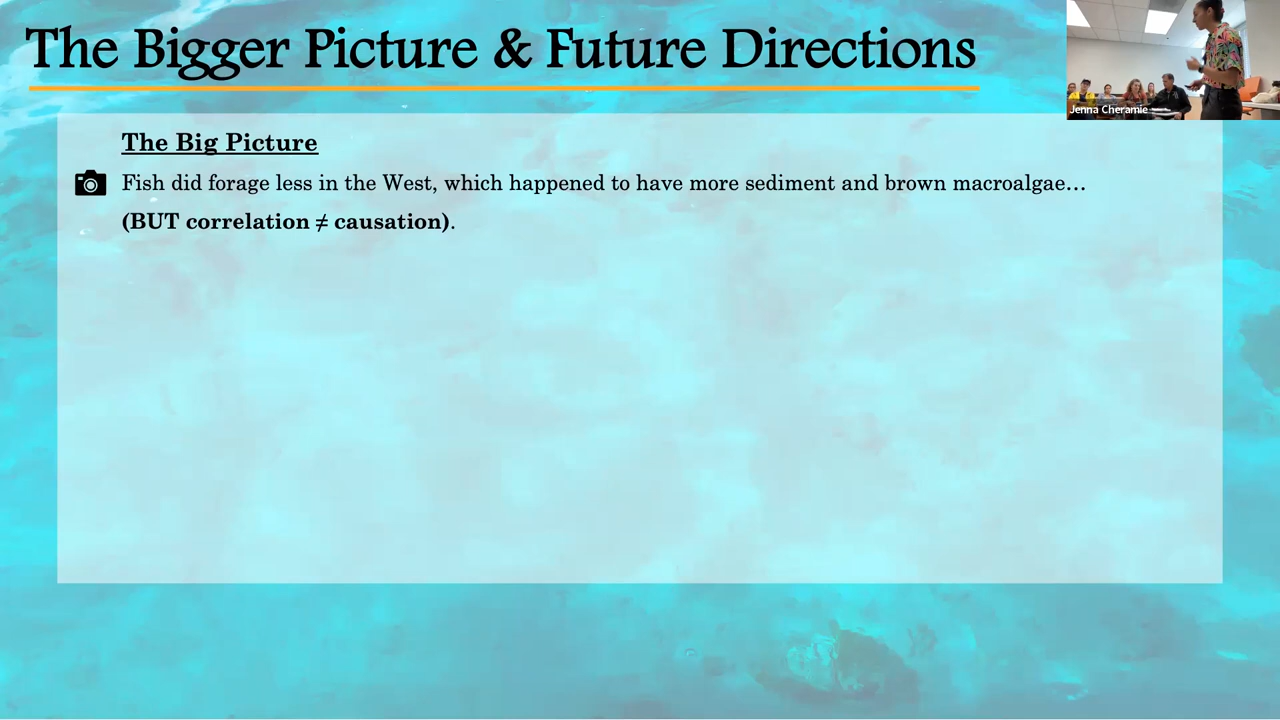 The Bigger Picture & Future Directions
Jenna Cheramie
The Big Picture
Fish did forage less in the West, which happened to have more sediment and brown macroalgae…
(BUT correlation ≠ causation).